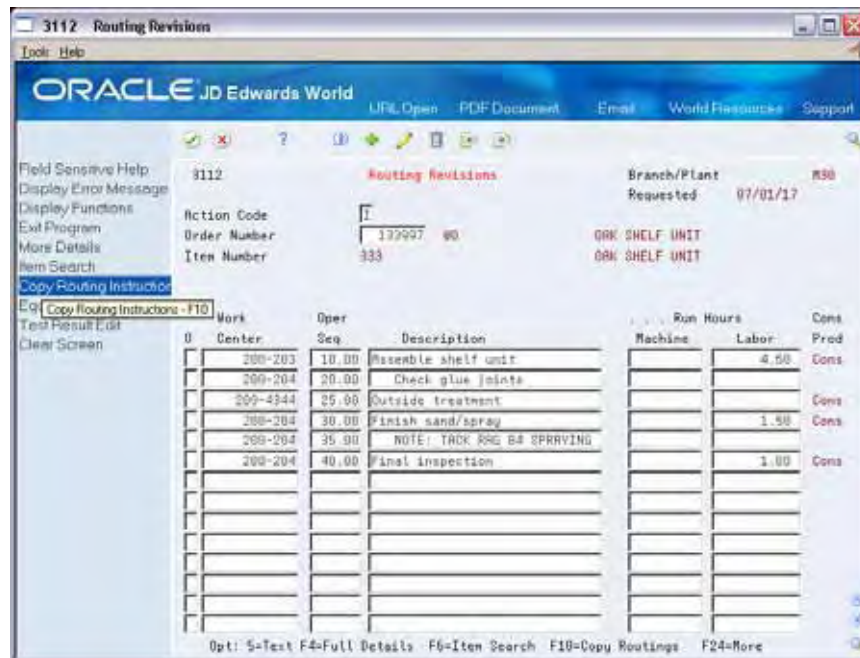 3112 Routing Revisions
Tools Help
ORACLE JD Edwards World
URL Open PDF Document Email World Resources Support
Field Sensitive Help
Display Error Message
Display Functions
Exit Program
More Details
Item Search
Copy Routing Instruction
Copy Routing Instructions - F10
Test Result Edit
Clear Screen
3112 Routing Revisions Branch/Plant M30
Requested 07/01/17
Action Code I
Order Number 133997 WO OAK SHELF UNIT
Item Number 333 OAK SHELF UNIT
Work Oper . . . Run Hours Cons
O Center Seq Description Machine Labor Prod
200-203 10.00 Assemble shelf unit 4.50 Cons
200-204 20.00 Check glue joints
200-4344 25.00 Outside treatment Cons
200-204 30.00 Finish sand/spray 1.50 Cons
200-204 35.00 NOTE: TACK RAG B4 SPRAYING
200-204 40.00 Final inspection 1.00 Cons
Opt: 5=Text F4=Full Details F6=Item Search F10=Copy Routings F24=More